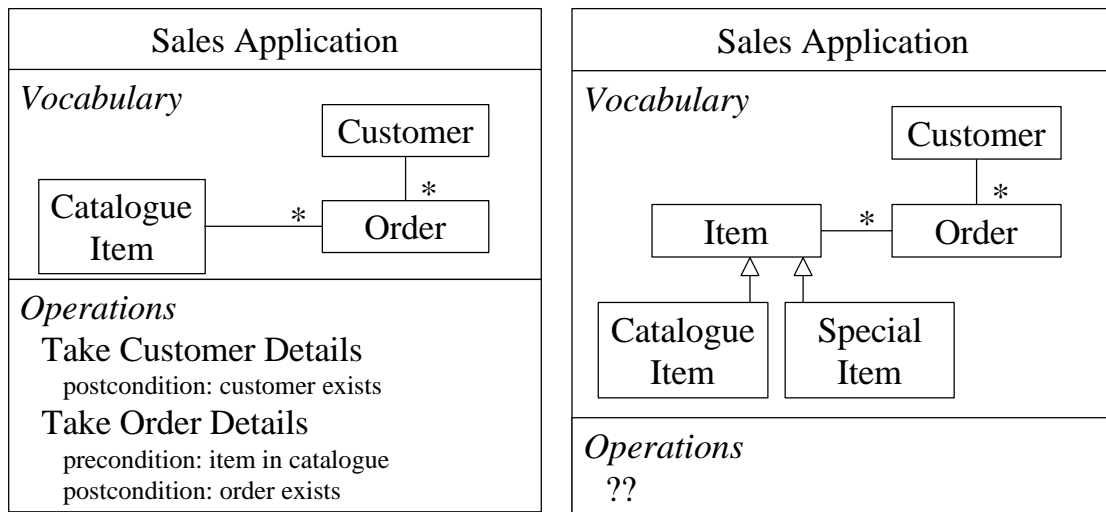 Sales Application
Vocabulary
Customer
*
Catalogue
Item
*
Order
Operations
Take Customer Details
postcondition: customer exists
Take Order Details
precondition: item in catalogue
postcondition: order exists
Sales Application
Vocabulary
Customer
*
Item
*
Order
Catalogue
Item
Special
Item
Operations
??